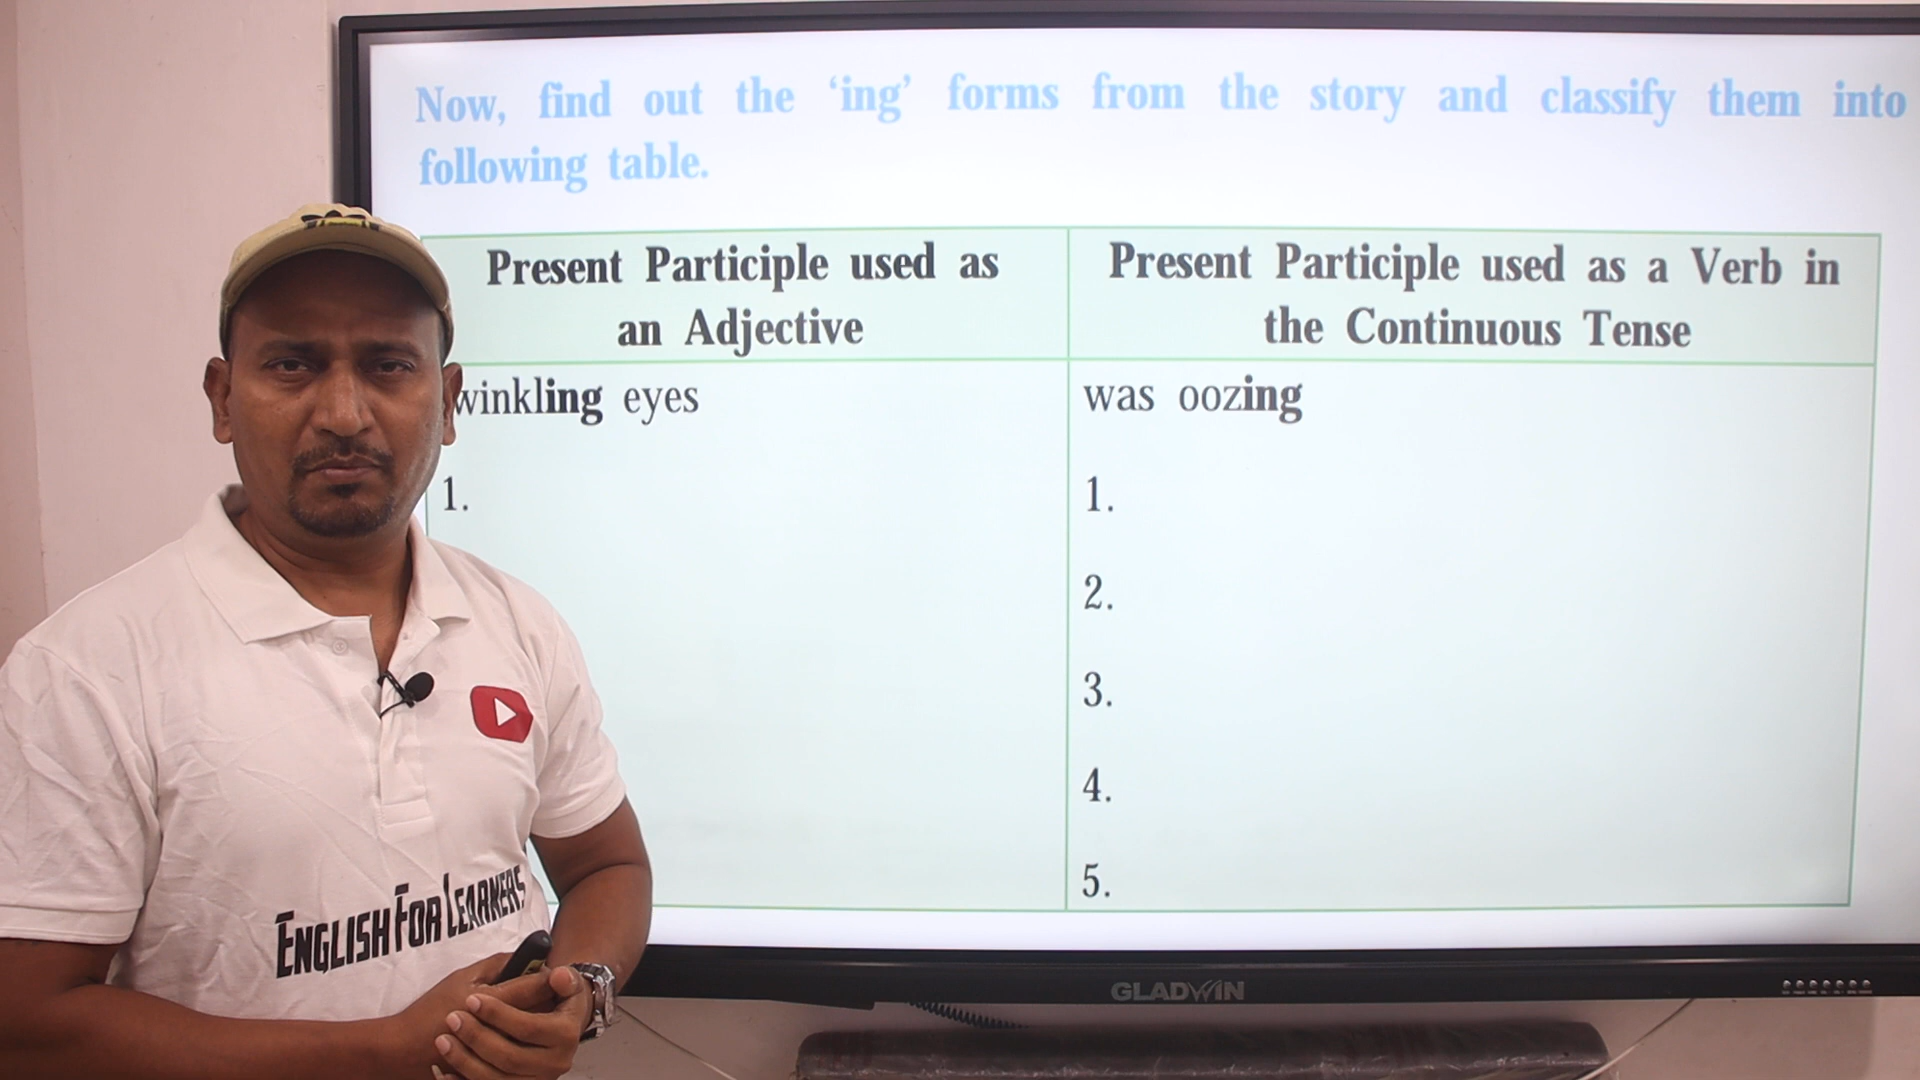 Now, find out the ‘ing’ forms from the story and classify them into
following table.
Present Participle used as
an Adjective
Present Participle used as a Verb in
the Continuous Tense
winkling eyes
was oozing
1.
1.
2.
3.
4.
5.
ENGLISH FOR LEARNERS
GLADWIN